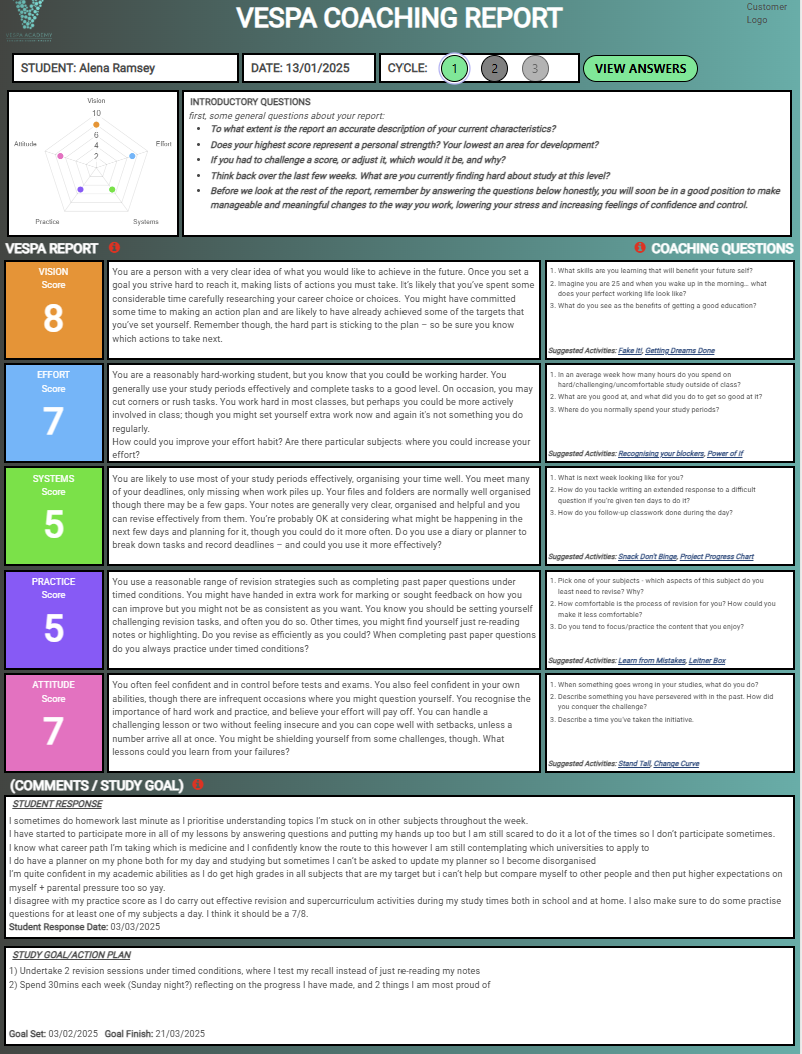 VESPA ACADEMY
VESPA COACHING REPORT
Customer
Logo
STUDENT: Alena Ramsey
DATE: 13/01/2025
CYCLE: 1 2 3
VIEW ANSWERS
Vision
10
8
6
4
2
Attitude
Effort
Practice
Systems
INTRODUCTORY QUESTIONS
first, some general questions about your report:
• To what extent is the report an accurate description of your current characteristics?
• Does your highest score represent a personal strength? Your lowest an area for development?
• If you had to challenge a score, or adjust it, which would it be, and why?
• Think back over the last few weeks. What are you currently finding hard about study at this level?
• Before we look at the rest of the report, remember by answering the questions below honestly, you will soon be in a good position to make
manageable and meaningful changes to the way you work, lowering your stress and increasing feelings of confidence and control.
VESPA REPORT
COACHING QUESTIONS
VISION
Score
8
You are a person with a very clear idea of what you would like to achieve in the future. Once you set a
goal you strive hard to reach it, making lists of actions you must take. It's likely that you've spent some
considerable time carefully researching your career choice or choices. You might have committed
some time to making an action plan and are likely to have already achieved some of the targets that
you've set yourself. Remember though, the hard part is sticking to the plan – so be sure you know
which actions to take next.
1. What skills are you learning that will benefit your future self?
2. Imagine you are 25 and when you wake up in the morning... what
does your perfect working life look like?
3. What do you see as the benefits of getting a good education?
Suggested Activities: Fake It!, Getting Dreams Done
EFFORT
Score
7
You are a reasonably hard-working student, but you know that you could be working harder. You
generally use your study periods effectively and complete tasks to a good level. On occasion, you may
cut corners or rush tasks. You work hard in most classes, but perhaps you could be more actively
involved in class; though you might set yourself extra work now and again it's not something you do
regularly.
How could you improve your effort habit? Are there particular subjects where you could increase your
effort?
1. In an average week how many hours do you spend on
hard/challenging/uncomfortable study outside of class?
2. What are you good at, and what did you do to get so good at it?
3. Where do you normally spend your study periods?
Suggested Activities: Recognising your blockers, Power of If
SYSTEMS
Score
5
You are likely to use most of your study periods effectively, organising your time well. You meet many
of your deadlines, only missing when work piles up. Your files and folders are normally well organised
though there may be a few gaps. Your notes are generally very clear, organised and helpful and you
can revise effectively from them. You're probably OK at considering what might be happening in the
next few days and planning for it, though you could do it more often. Do you use a diary or planner to
break down tasks and record deadlines – and could you use it more effectively?
1. What is next week looking like for you?
2. How do you tackle writing an extended response to a difficult
question if you're given ten days to do it?
3. How do you follow-up classwork done during the day?
Suggested Activities: Snack Don't Binge, Project Progress Chart
PRACTICE
Score
5
You use a reasonable range of revision strategies such as completing past paper questions under
timed conditions. You might have handed in extra work for marking or sought feedback on how you
can improve but you might not be as consistent as you want. You know you should be setting yourself
challenging revision tasks, and often you do so. Other times, you might find yourself just re-reading
notes or highlighting. Do you revise as efficiently as you could? When completing past paper questions
do you always practice under timed conditions?
1. Pick one of your subjects - which aspects of this subject do you
least need to revise? Why?
2. How comfortable is the process of revision for you? How could you
make it less comfortable?
3. Do you tend to focus/practice the content that you enjoy?
Suggested Activities: Learn from Mistakes, Leitner Box
ATTITUDE
Score
7
You often feel confident and in control before tests and exams. You also feel confident in your own
abilities, though there are infrequent occasions where you might question yourself. You recognise the
importance of hard work and practice, and believe your effort will pay off. You can handle a
challenging lesson or two without feeling insecure and you can cope well with setbacks, unless a
number arrive all at once. You might be shielding yourself from some challenges, though. What
lessons could you learn from your failures?
1. When something goes wrong in your studies, what do you do?
2. Describe something you have persevered with in the past. How did
you conquer the challenge?
3. Describe a time you've taken the initiative.
Suggested Activities: Stand Tall, Change Curve
(COMMENTS / STUDY GOAL)
STUDENT RESPONSE
I sometimes do homework last minute as I prioritise understanding topics I'm stuck on in other subjects throughout the week.
I have started to participate more in all of my lessons by answering questions and putting my hands up too but I am still scared to do it a lot of the times so I don't participate sometimes.
I know what career path I'm taking which is medicine and I confidently know the route to this however I am still contemplating which universities to apply to
I do have a planner on my phone both for my day and studying but sometimes I can't be asked to update my planner so I become disorganised
I'm quite confident in my academic abilities as I do get high grades in all subjects that are my target but i can't help but compare myself to other people and then put higher expectations on
myself + parental pressure too so yay.
I disagree with my practice score as I do carry out effective revision and supercurriculum activities during my study times both in school and at home. I also make sure to do some practise
questions for at least one of my subjects a day. I think it should be a 7/8.
Student Response Date: 03/03/2025
STUDY GOAL/ACTION PLAN
1) Undertake 2 revision sessions under timed conditions, where I test my recall instead of just re-reading my notes
2) Spend 30mins each week (Sunday night?) reflecting on the progress I have made, and 2 things I am most proud of
Goal Set: 03/02/2025 Goal Finish: 21/03/2025